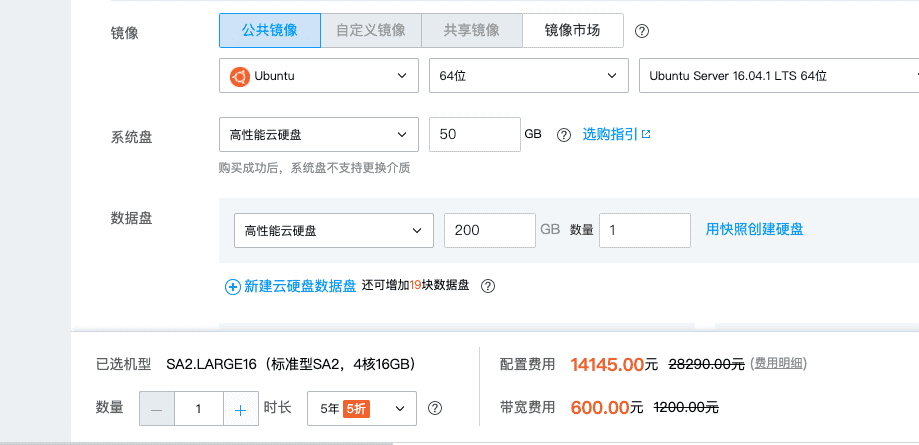 镜像 公共镜像 自定义镜像 共享镜像 镜像市场 ?
Ubuntu 64位 Ubuntu Server 16.04.1 LTS 64位
系统盘 高性能云硬盘 50 GB ? 选购指引
购买成功后，系统盘不支持更换介质
数据盘
高性能云硬盘 200 GB 数量 1 用快照创建硬盘
新建云硬盘数据盘 还可增加19块数据盘 ?
已选机型 SA2.LARGE16（标准型SA2，4核16GB） 配置费用 14145.00元 28290.00元 (费用明细)
数量 － 1 + 时长 5年 5折 ? 带宽费用 600.00元 1200.00元